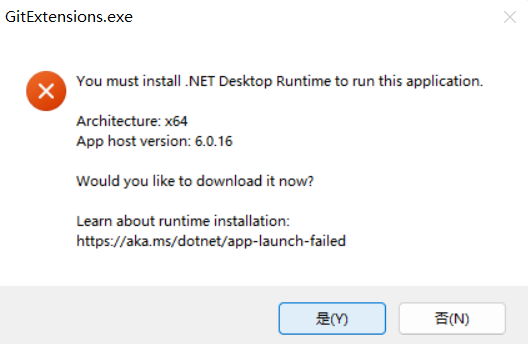 GitExtensions.exe
You must install .NET Desktop Runtime to run this application.
Architecture: x64
App host version: 6.0.16
Would you like to download it now?
Learn about runtime installation:
https://aka.ms/dotnet/app-launch-failed
是(Y) 否(N)